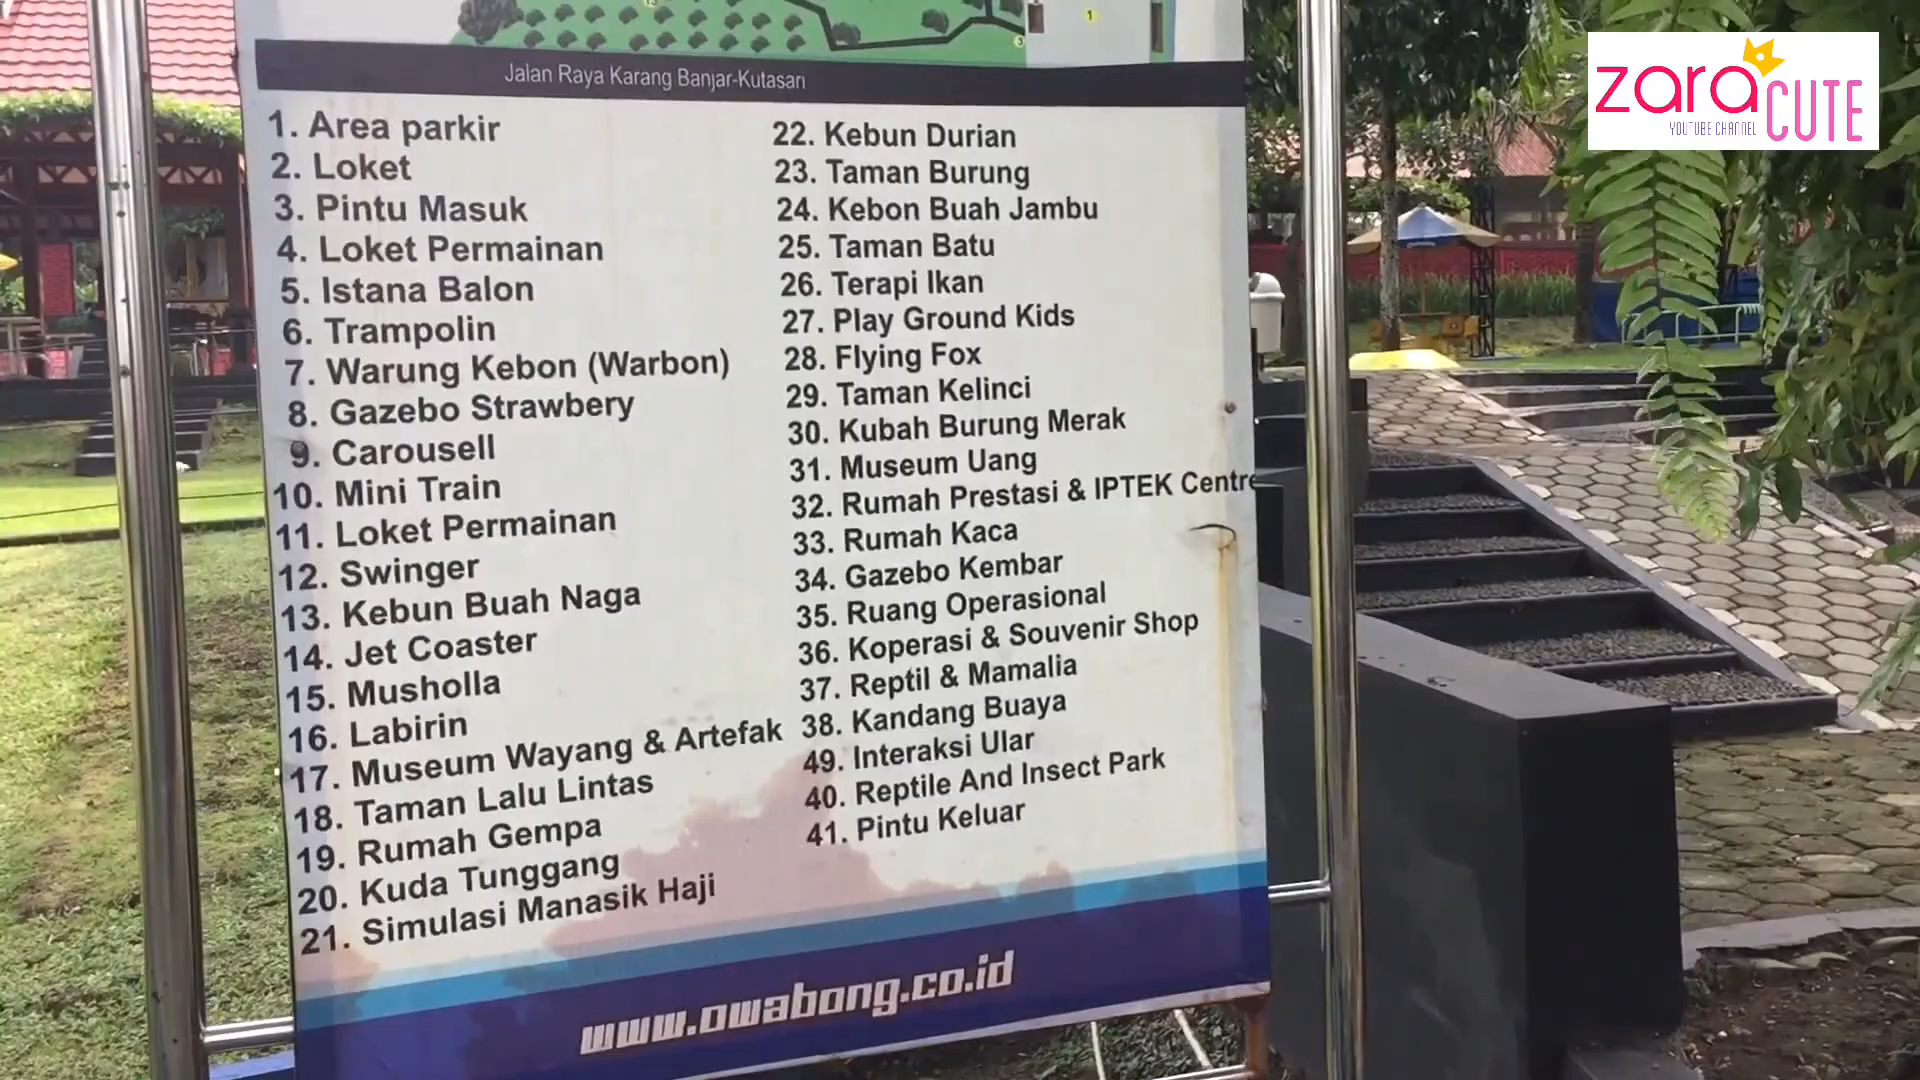 zara CUTE
YOUTUBE CHANNEL
13
1
3
Jalan Raya Karang Banjar-Kutasari
1. Area parkir
2. Loket
3. Pintu Masuk
4. Loket Permainan
5. Istana Balon
6. Trampolin
7. Warung Kebon (Warbon)
8. Gazebo Strawbery
9. Carousell
10. Mini Train
11. Loket Permainan
12. Swinger
13. Kebun Buah Naga
14. Jet Coaster
15. Musholla
16. Labirin
17. Museum Wayang & Artefak
18. Taman Lalu Lintas
19. Rumah Gempa
20. Kuda Tunggang
21. Simulasi Manasik Haji
22. Kebun Durian
23. Taman Burung
24. Kebon Buah Jambu
25. Taman Batu
26. Terapi Ikan
27. Play Ground Kids
28. Flying Fox
29. Taman Kelinci
30. Kubah Burung Merak
31. Museum Uang
32. Rumah Prestasi & IPTEK Centre
33. Rumah Kaca
34. Gazebo Kembar
35. Ruang Operasional
36. Koperasi & Souvenir Shop
37. Reptil & Mamalia
38. Kandang Buaya
49. Interaksi Ular
40. Reptile And Insect Park
41. Pintu Keluar
www.owabong.co.id